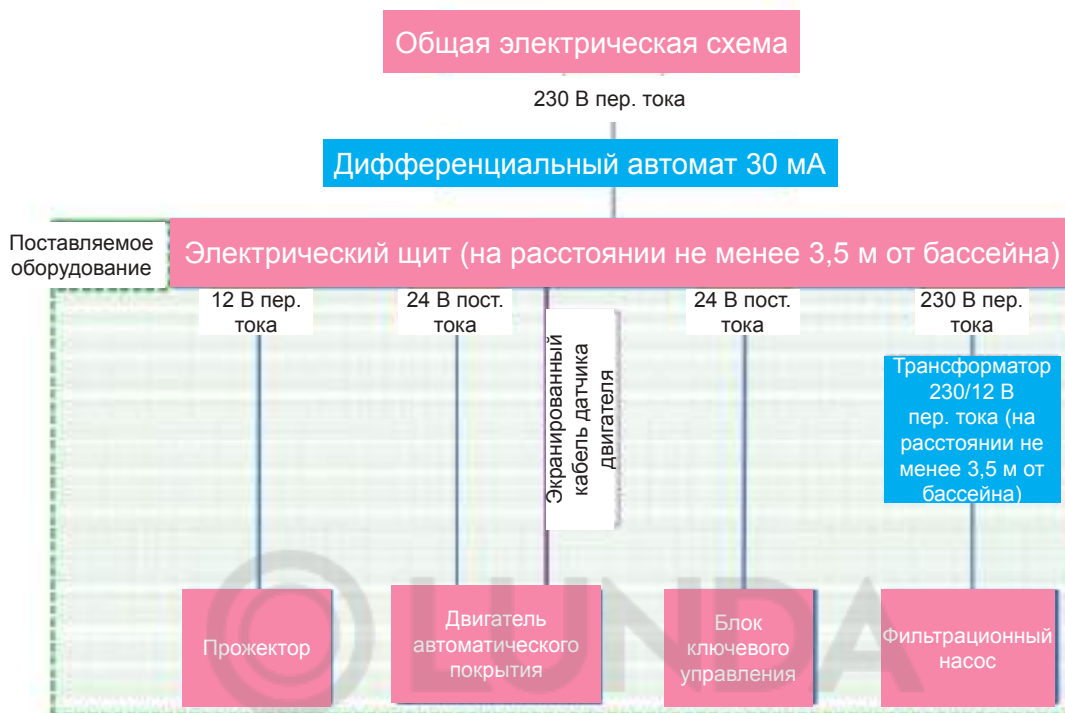 Общая электрическая схема
230 В пер. тока
Дифференциальный автомат 30 мА
Поставляемое
оборудование
Электрический щит (на расстоянии не менее 3,5 м от бассейна)
12 В пер.
тока
24 В пост.
тока
Экранированный
кабель датчика
двигателя
24 В пост.
тока
230 В пер.
тока
Трансформатор
230/12 В
пер. тока (на
расстоянии не
менее 3,5 м от
бассейна)
Прожектор
Двигатель
автоматического
покрытия
Блок
ключевого
управления
Фильтрационный
насос
LUNDA